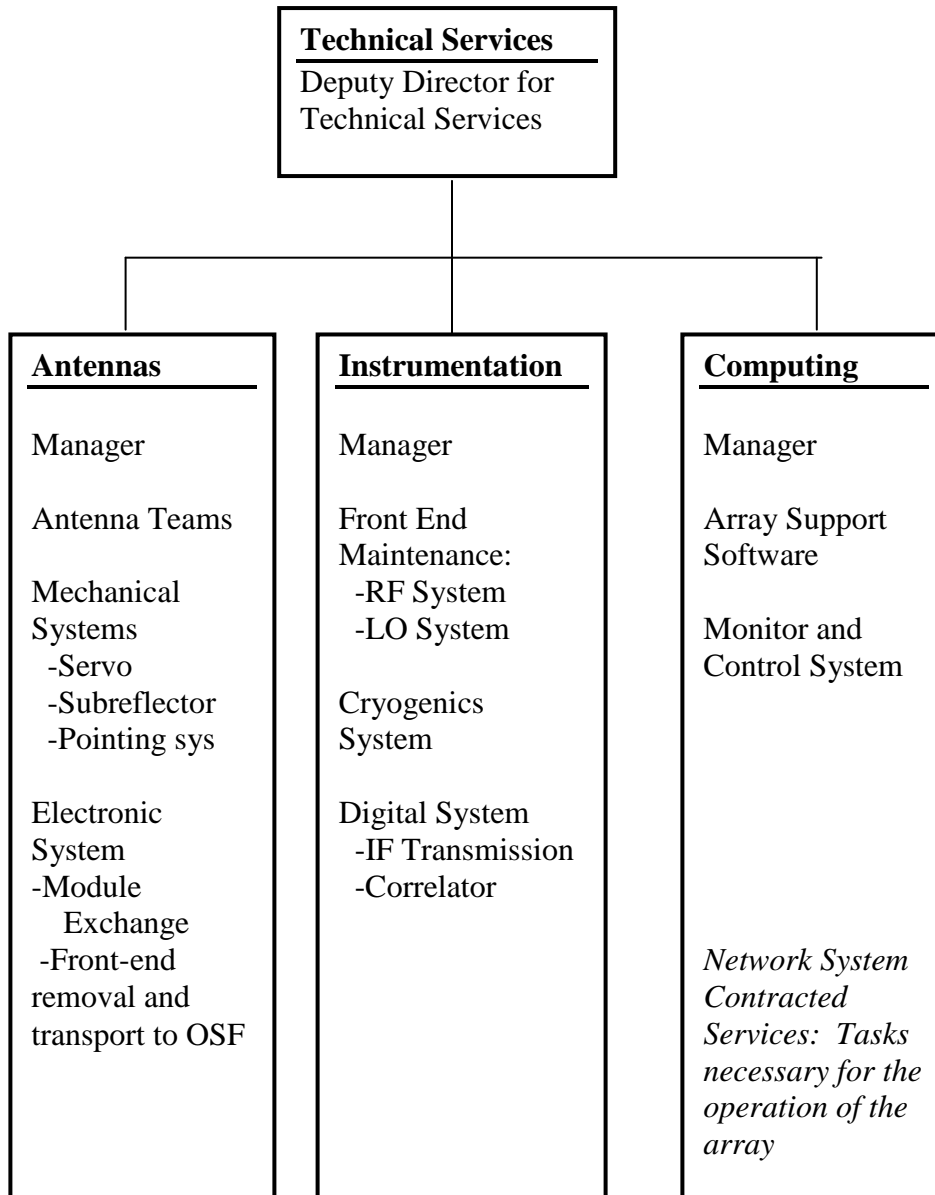 Technical Services
Deputy Director for
Technical Services
Antennas
Manager
Antenna Teams
Mechanical
Systems
-Servo
-Subreflector
-Pointing sys
Electronic
System
-Module
Exchange
-Front-end
removal and
transport to OSF
Instrumentation
Manager
Front End
Maintenance:
-RF System
-LO System
Cryogenics
System
Digital System
-IF Transmission
-Correlator
Computing
Manager
Array Support
Software
Monitor and
Control System
Network System
Contracted
Services:  Tasks
necessary for the
operation of the
array